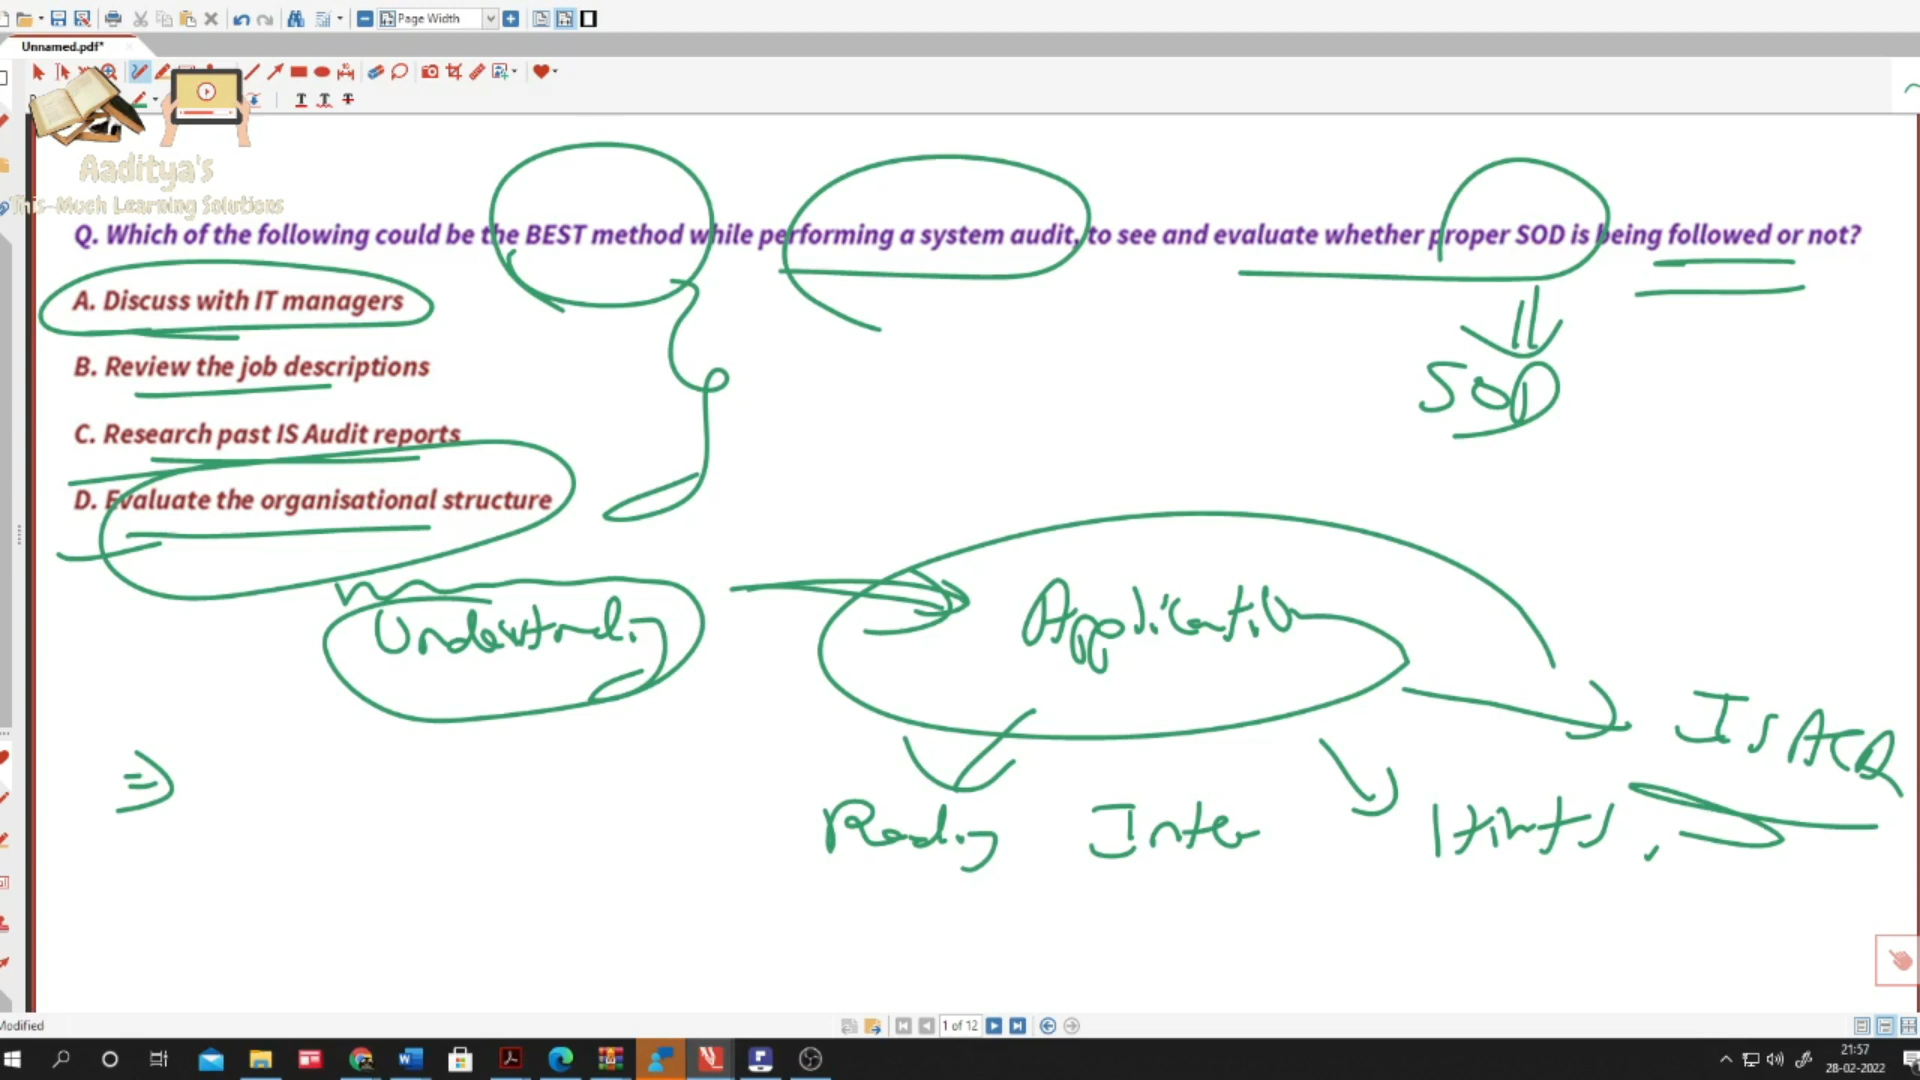 Page Width
Unnamed.pdf*
Aaditya's
This-Much Learning Solutions
Q. Which of the following could be the BEST method while performing a system audit, to see and evaluate whether proper SOD is being followed or not?
A. Discuss with IT managers
B. Review the job descriptions
C. Research past IS Audit reports
D. Evaluate the organisational structure
SOD
Understanding
Application
ISACA
Reading
Inter
Hints,
Modified
1 of 12
21:57
28-02-2022